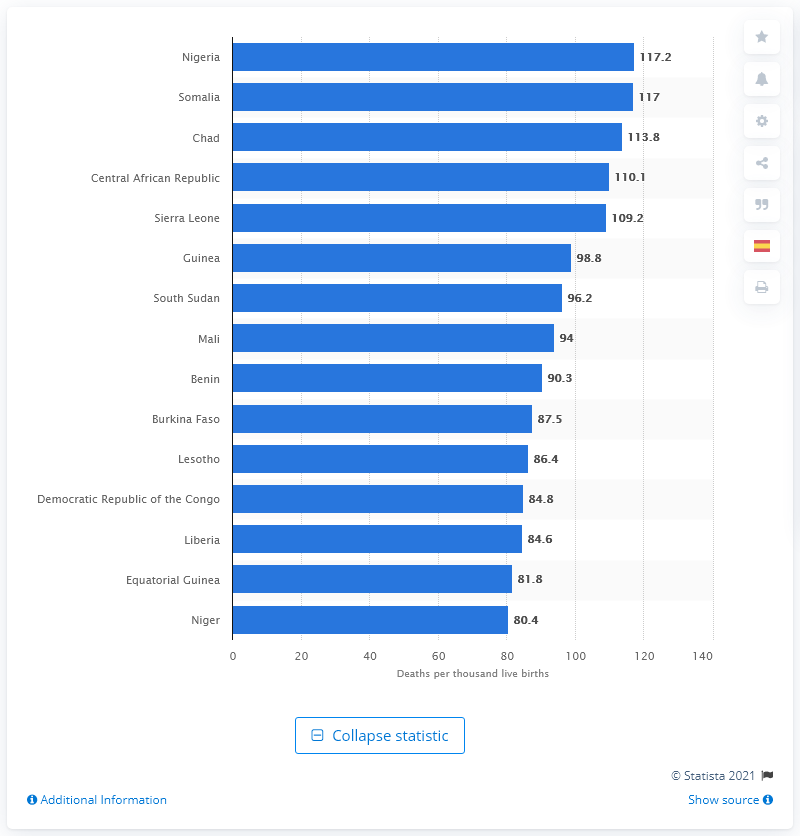 Nigeria 117.2
Somalia 117
Chad 113.8
Central African Republic 110.1
Sierra Leone 109.2
Guinea 98.8
South Sudan 96.2
Mali 94
Benin 90.3
Burkina Faso 87.5
Lesotho 86.4
Democratic Republic of the Congo 84.8
Liberia 84.6
Equatorial Guinea 81.8
Niger 80.4
0 20 40 60 80 100 120 140
Deaths per thousand live births
Collapse statistic
© Statista 2021
Additional Information Show source